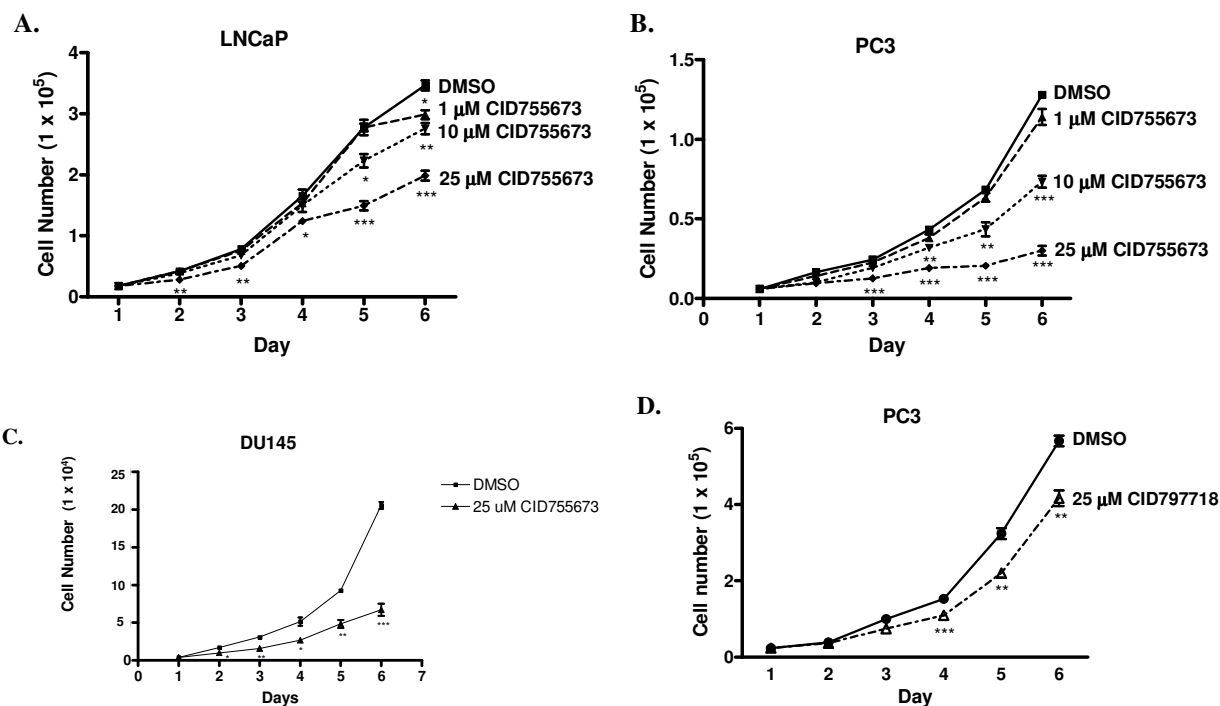 A.
LNCaP
Cell Number (1 x 10⁵)
4
3
2
1
0
DMSO
*
1 μM CID755673
10 μM CID755673
**
*
25 μM CID755673
***
***
*
**
**
1 2 3 4 5 6
Day
B.
PC3
Cell Number (1 x 10⁵)
1.5
1.0
0.5
0.0
DMSO
1 μM CID755673
10 μM CID755673
***
**
**
25 μM CID755673
***
***
***
***
0 1 2 3 4 5 6
Day
C.
DU145
Cell Number (1 x 10⁴)
25
20
15
10
5
0
DMSO
25 uM CID755673
* ** * ** ***
0 1 2 3 4 5 6 7
Days
D.
PC3
Cell number (1 x 10⁵)
6
4
2
0
DMSO
25 μM CID797718
**
**
***
1 2 3 4 5 6
Day